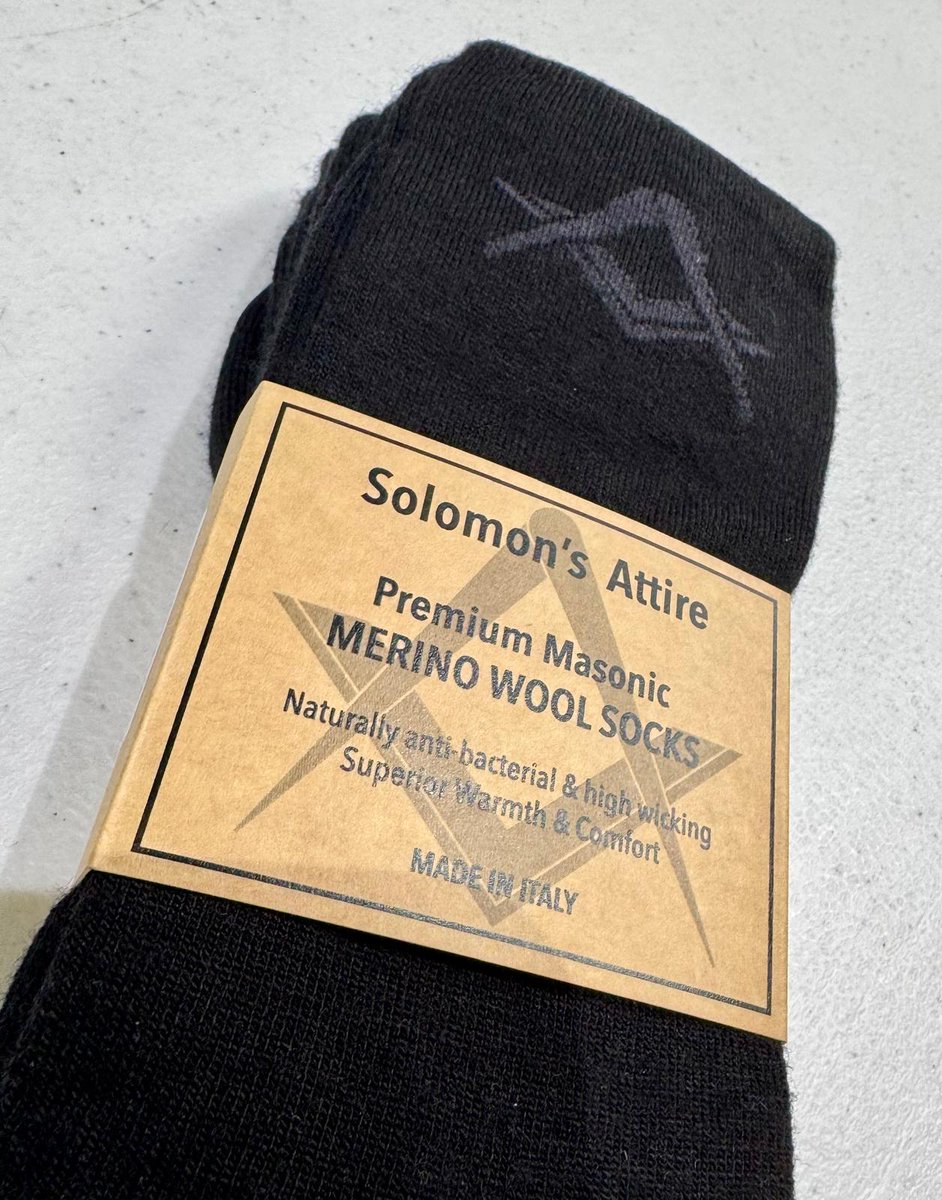 Solomon's Attire
Premium Masonic
MERINO WOOL SOCKS
Naturally anti-bacterial & high wicking
Superior Warmth & Comfort
MADE IN ITALY